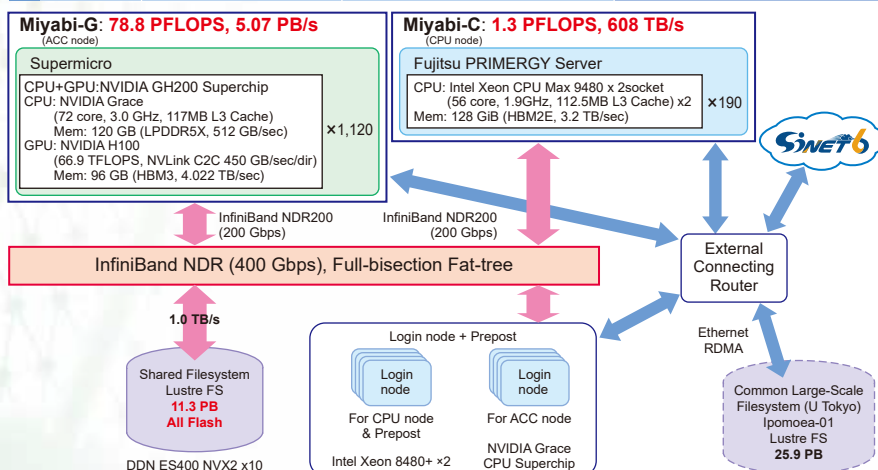 Miyabi-G: 78.8 PFLOPS, 5.07 PB/s
(ACC node)
Supermicro
CPU+GPU:NVIDIA GH200 Superchip
CPU: NVIDIA Grace
(72 core, 3.0 GHz, 117MB L3 Cache)
Mem: 120 GB (LPDDR5X, 512 GB/sec)
GPU: NVIDIA H100
(66.9 TFLOPS, NVLink C2C 450 GB/sec/dir)
Mem: 96 GB (HBM3, 4.022 TB/sec)
×1,120
Miyabi-C: 1.3 PFLOPS, 608 TB/s
(CPU node)
Fujitsu PRIMERGY Server
CPU: Intel Xeon CPU Max 9480 x 2socket
(56 core, 1.9GHz, 112.5MB L3 Cache) x2
Mem: 128 GiB (HBM2E, 3.2 TB/sec)
×190
SINET6
InfiniBand NDR200
(200 Gbps)
InfiniBand NDR200
(200 Gbps)
InfiniBand NDR (400 Gbps), Full-bisection Fat-tree
External
Connecting
Router
1.0 TB/s
Shared Filesystem
Lustre FS
11.3 PB
All Flash
DDN ES400 NVX2 x10
Login node + Prepost
Login
node
For CPU node
& Prepost
Intel Xeon 8480+ ×2
Login
node
For ACC node
NVIDIA Grace
CPU Superchip
Ethernet
RDMA
Common Large-Scale
Filesystem (U Tokyo)
Ipomoea-01
Lustre FS
25.9 PB